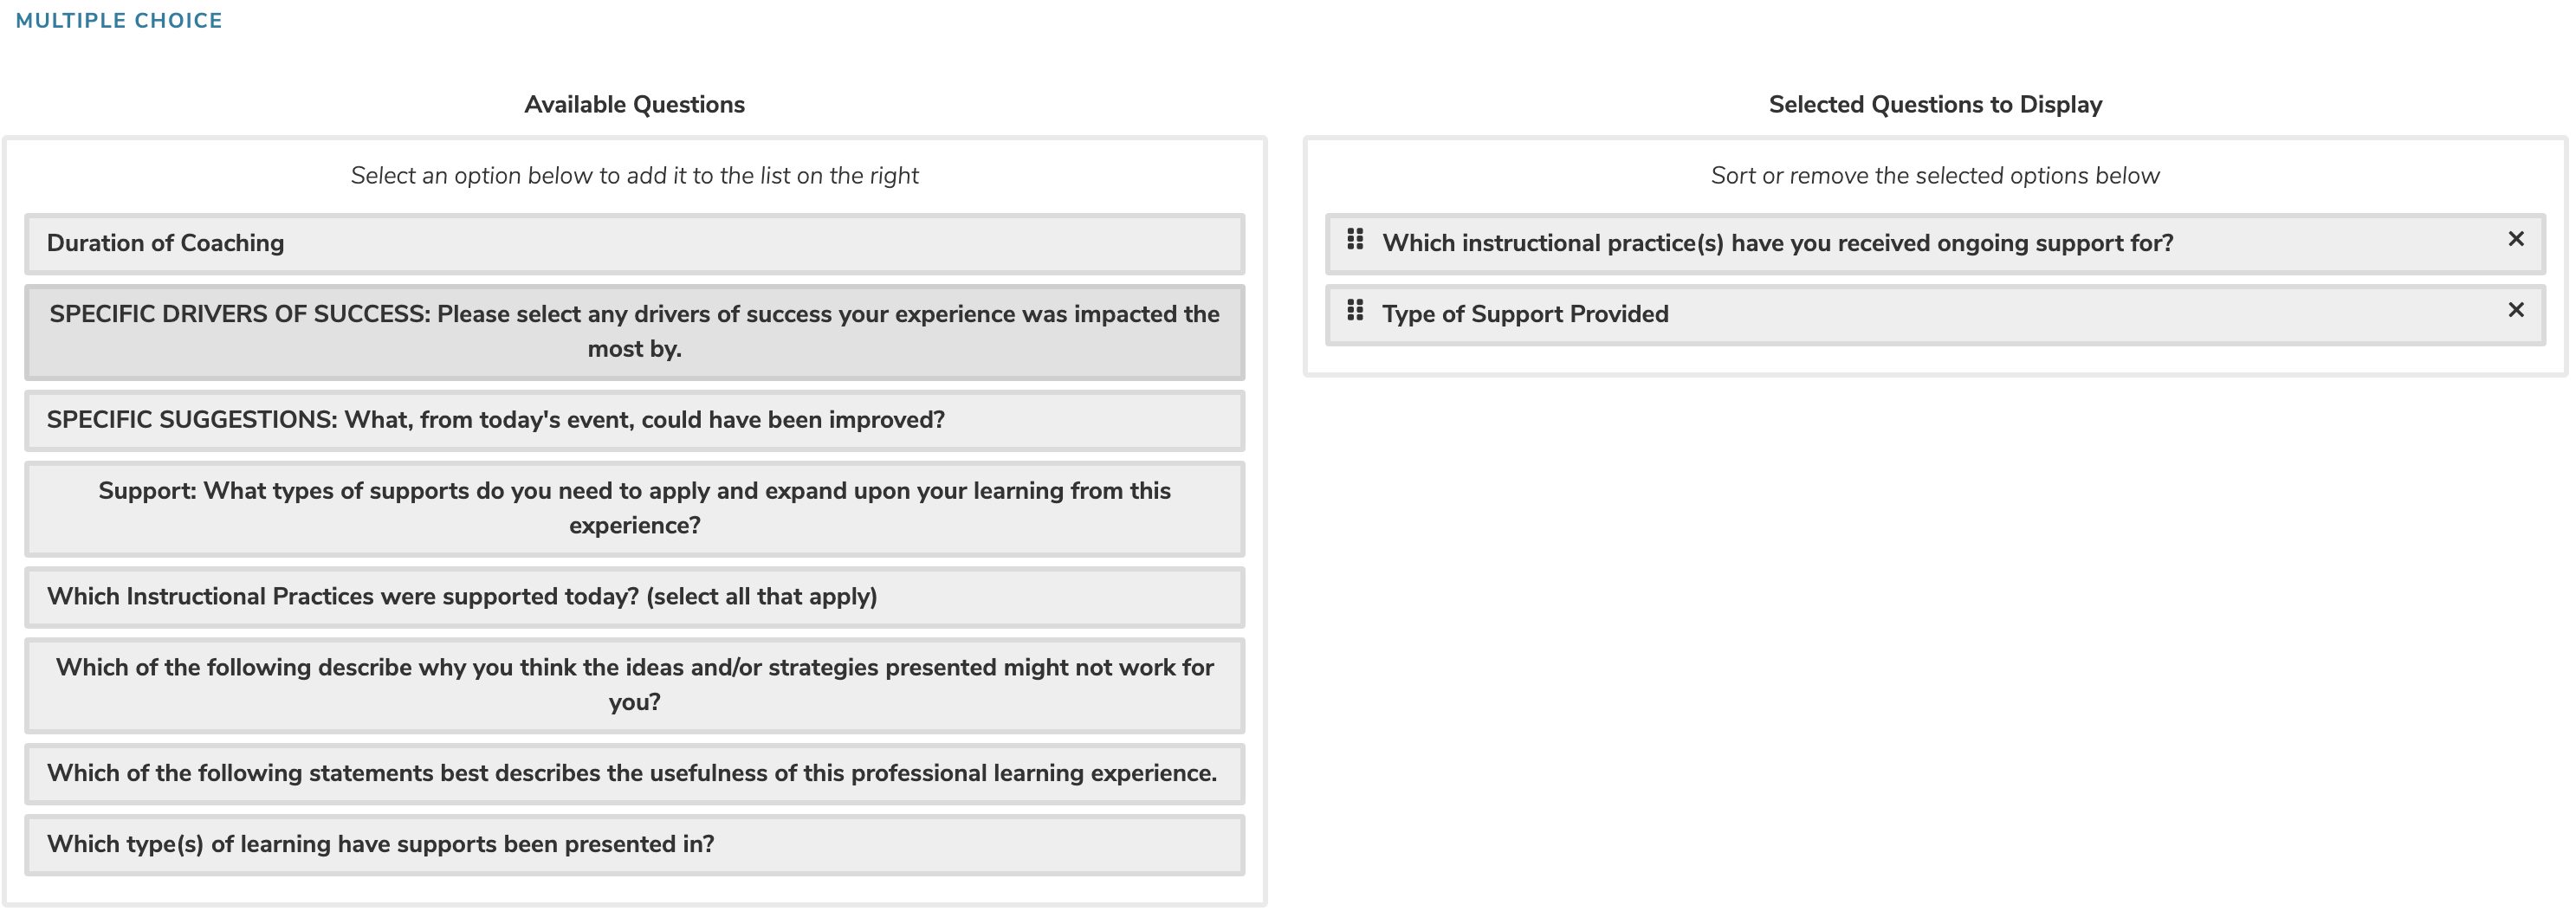 MULTIPLE CHOICE
Available Questions
Select an option below to add it to the list on the right
Duration of Coaching
SPECIFIC DRIVERS OF SUCCESS: Please select any drivers of success your experience was impacted the
most by.
SPECIFIC SUGGESTIONS: What, from today's event, could have been improved?
Support: What types of supports do you need to apply and expand upon your learning from this
experience?
Which Instructional Practices were supported today? (select all that apply)
Which of the following describe why you think the ideas and/or strategies presented might not work for
you?
Which of the following statements best describes the usefulness of this professional learning experience.
Which type(s) of learning have supports been presented in?
Selected Questions to Display
Sort or remove the selected options below
Which instructional practice(s) have you received ongoing support for?
Type of Support Provided